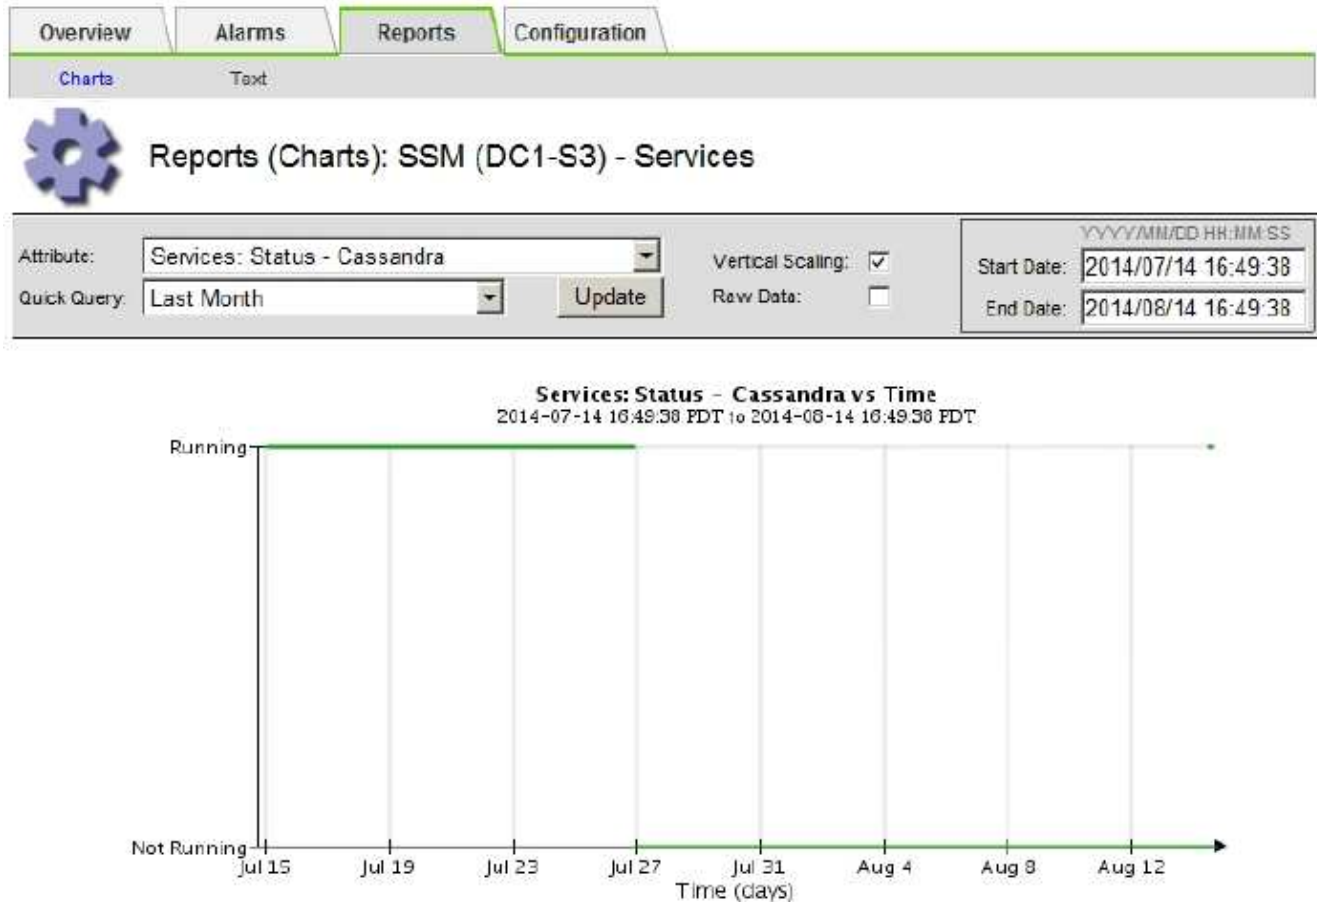 Overview Alarms Reports Configuration
Charts Text
Reports (Charts): SSM (DC1-S3) - Services
YYYY/MM/DD HH:MM:SS
Attribute: Services: Status - Cassandra Vertical Scaling: Start Date: 2014/07/14 16:49:38
Quick Query: Last Month Update Raw Data: End Date: 2014/08/14 16:49:38
Services: Status - Cassandra vs Time
2014-07-14 16:49:38 PDT to 2014-08-14 16:49:38 PDT
Running
Not Running
Jul 15 Jul 19 Jul 23 Jul 27 Jul 31 Aug 4 Aug 8 Aug 12
Time (days)